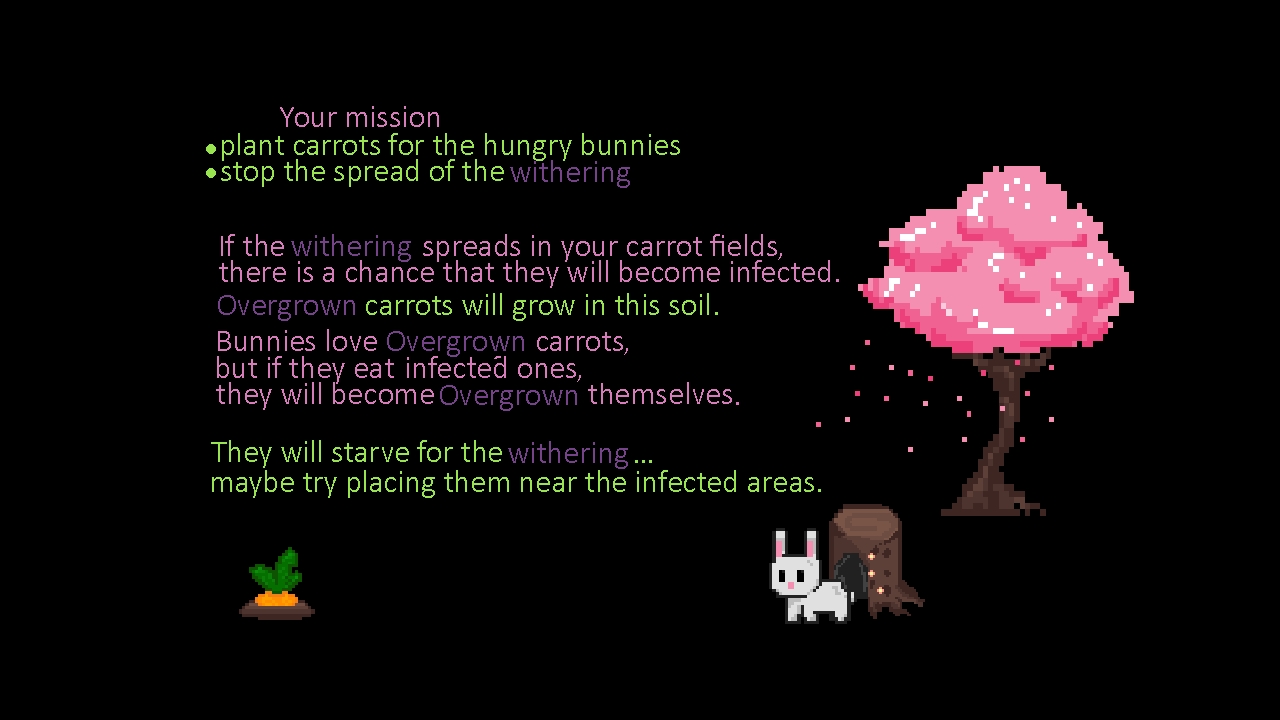 Your mission
•plant carrots for the hungry bunnies
•stop the spread of the withering
If the withering spreads in your carrot fields,
there is a chance that they will become infected.
Overgrown carrots will grow in this soil.
Bunnies love Overgrown carrots,
but if they eat infected ones,
they will become Overgrown themselves.
They will starve for the withering...
maybe try placing them near the infected areas.